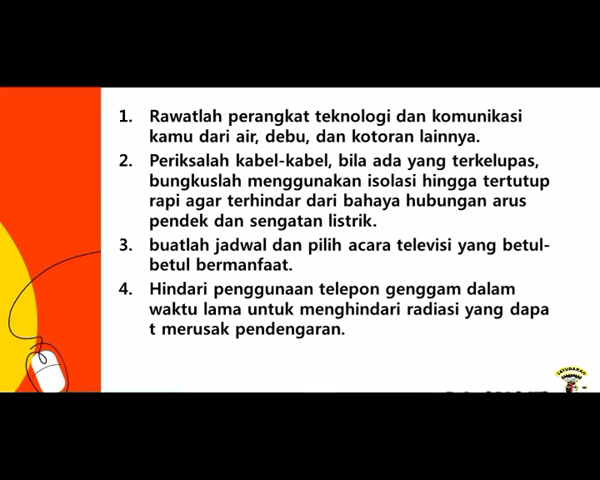 1. Rawatlah perangkat teknologi dan komunikasi
kamu dari air, debu, dan kotoran lainnya.
2. Periksalah kabel-kabel, bila ada yang terkelupas,
bungkuslah menggunakan isolasi hingga tertutup
rapi agar terhindar dari bahaya hubungan arus
pendek dan sengatan listrik.
3. buatlah jadwal dan pilih acara televisi yang betul-
betul bermanfaat.
4. Hindari penggunaan telepon genggam dalam
waktu lama untuk menghindari radiasi yang dapa
t merusak pendengaran.